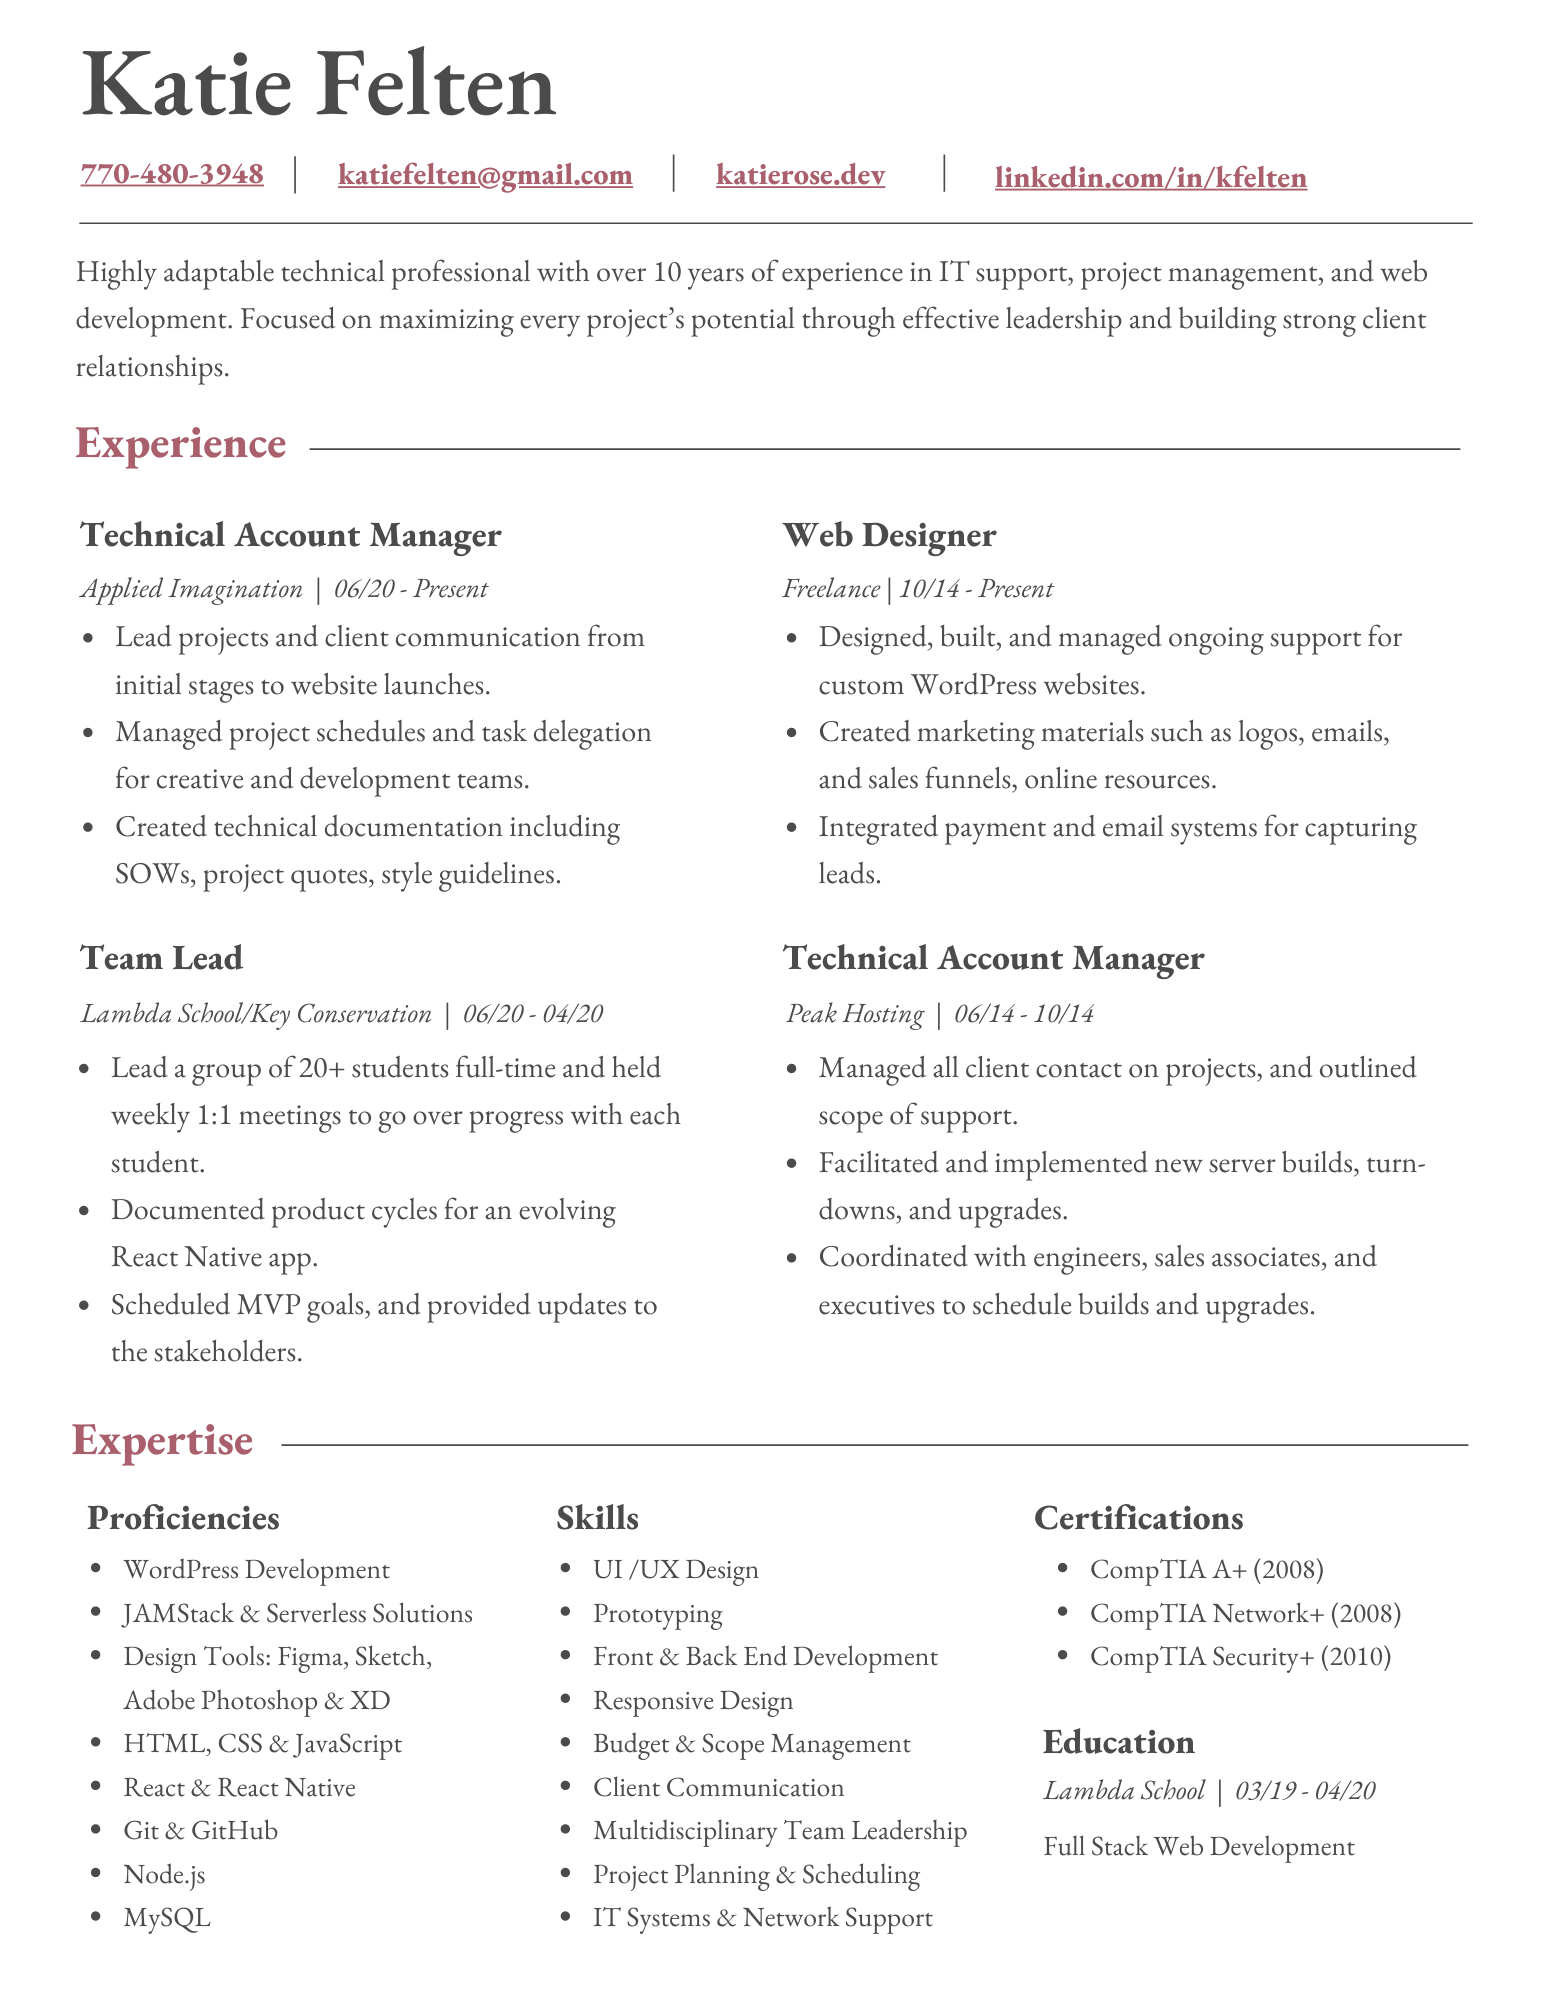 Katie Felten
770-480-3948 | katiefelten@gmail.com | katierose.dev | linkedin.com/in/kfelten
Highly adaptable technical professional with over 10 years of experience in IT support, project management, and web
development. Focused on maximizing every project’s potential through effective leadership and building strong client
relationships.
Experience
Technical Account Manager
Applied Imagination | 06/20 - Present
• Lead projects and client communication from
initial stages to website launches.
• Managed project schedules and task delegation
for creative and development teams.
• Created technical documentation including
SOWs, project quotes, style guidelines.
Team Lead
Lambda School/Key Conservation | 06/20 - 04/20
• Lead a group of 20+ students full-time and held
weekly 1:1 meetings to go over progress with each
student.
• Documented product cycles for an evolving
React Native app.
• Scheduled MVP goals, and provided updates to
the stakeholders.
Web Designer
Freelance | 10/14 - Present
• Designed, built, and managed ongoing support for
custom WordPress websites.
• Created marketing materials such as logos, emails,
and sales funnels, online resources.
• Integrated payment and email systems for capturing
leads.
Technical Account Manager
Peak Hosting | 06/14 - 10/14
• Managed all client contact on projects, and outlined
scope of support.
• Facilitated and implemented new server builds, turn-
downs, and upgrades.
• Coordinated with engineers, sales associates, and
executives to schedule builds and upgrades.
Expertise
Proficiencies
• WordPress Development
• JAMStack & Serverless Solutions
• Design Tools: Figma, Sketch,
Adobe Photoshop & XD
• HTML, CSS & JavaScript
• React & React Native
• Git & GitHub
• Node.js
• MySQL
Skills
• UI /UX Design
• Prototyping
• Front & Back End Development
• Responsive Design
• Budget & Scope Management
• Client Communication
• Multidisciplinary Team Leadership
• Project Planning & Scheduling
• IT Systems & Network Support
Certifications
• CompTIA A+ (2008)
• CompTIA Network+ (2008)
• CompTIA Security+ (2010)
Education
Lambda School | 03/19 - 04/20
Full Stack Web Development